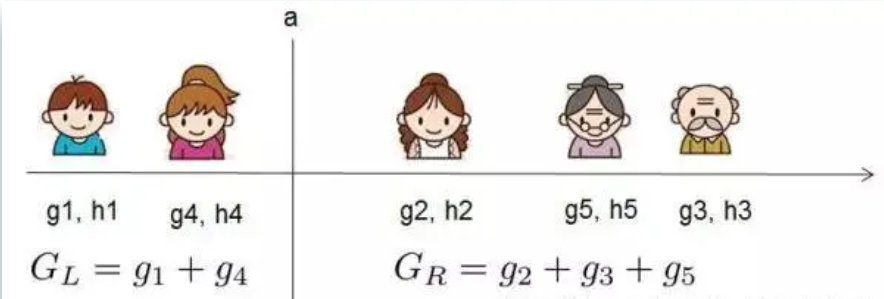 a
g1, h1 g4, h4 g2, h2 g5, h5 g3, h3
G_L = g_1 + g_4 G_R = g_2 + g_3 + g_5